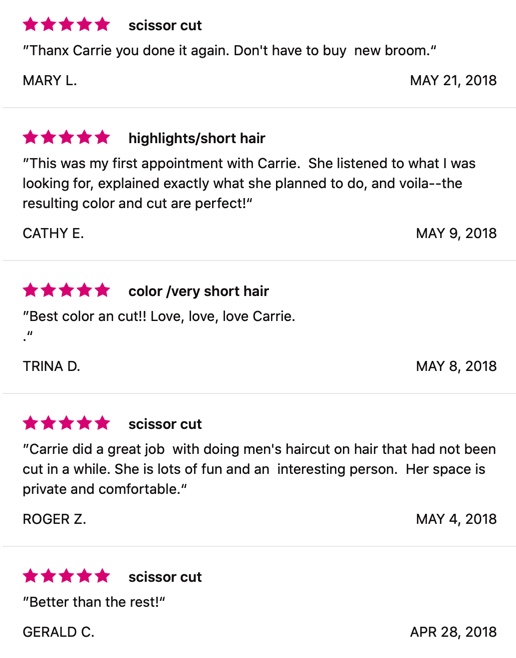 scissor cut
”Thanx Carrie you done it again. Don't have to buy  new broom.“
MARY L. MAY 21, 2018
highlights/short hair
”This was my first appointment with Carrie.  She listened to what I was
looking for, explained exactly what she planned to do, and voila--the
resulting color and cut are perfect!“
CATHY E. MAY 9, 2018
color /very short hair
”Best color an cut!! Love, love, love Carrie.
.“
TRINA D. MAY 8, 2018
scissor cut
”Carrie did a great job  with doing men's haircut on hair that had not been
cut in a while. She is lots of fun and an  interesting person.  Her space is
private and comfortable.“
ROGER Z. MAY 4, 2018
scissor cut
”Better than the rest!“
GERALD C. APR 28, 2018